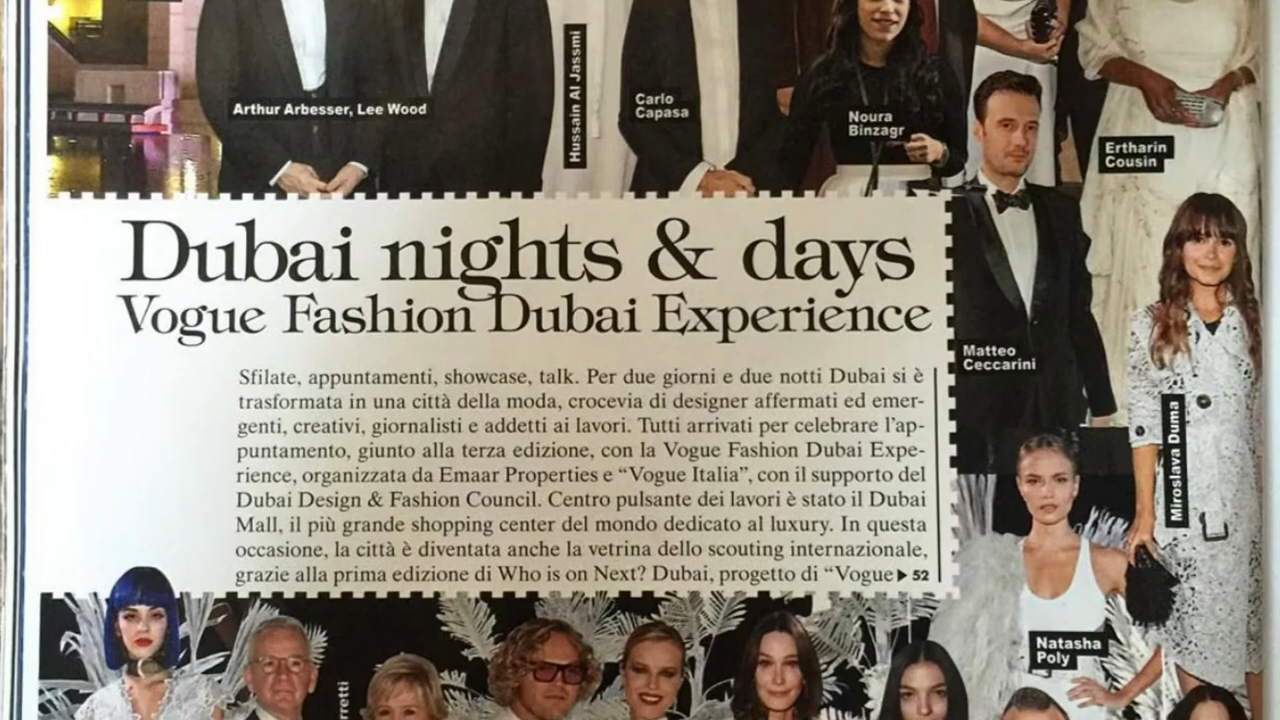 Arthur Arbesser, Lee Wood
Hussain Al Jassmi
Carlo
Capasa
Noura
Binzagr
Ertharin
Cousin
Dubai nights & days
Vogue Fashion Dubai Experience
Matteo
Ceccarini
Miroslava Duma
Sfilate, appuntamenti, showcase, talk. Per due giorni e due notti Dubai si è
trasformata in una città della moda, crocevia di designer affermati ed emer-
genti, creativi, giornalisti e addetti ai lavori. Tutti arrivati per celebrare l'ap-
puntamento, giunto alla terza edizione, con la Vogue Fashion Dubai Expe-
rience, organizzata da Emaar Properties e “Vogue Italia”, con il supporto del
Dubai Design & Fashion Council. Centro pulsante dei lavori è stato il Dubai
Mall, il più grande shopping center del mondo dedicato al luxury. In questa
occasione, la città è diventata anche la vetrina dello scouting internazionale,
grazie alla prima edizione di Who is on Next? Dubai, progetto di “Vogue ▶ 52
Natasha
Poly